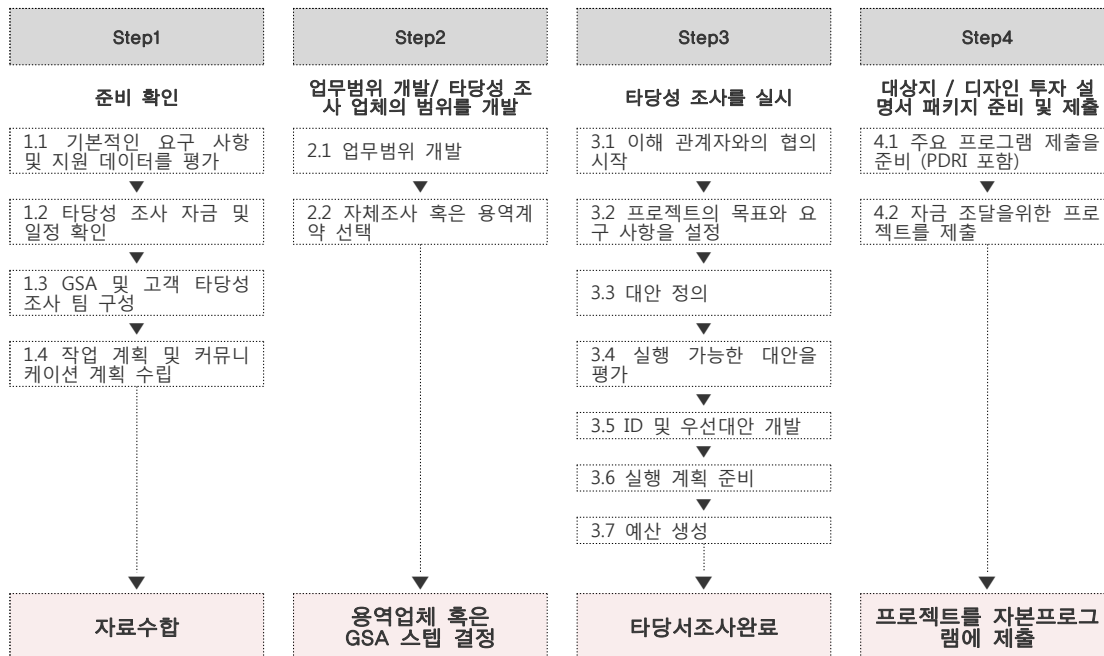 Step1
준비 확인
1.1 기본적인 요구 사항
및 지원 데이터를 평가
1.2 타당성 조사 자금 및
일정 확인
1.3 GSA 및 고객 타당성
조사 팀 구성
1.4 작업 계획 및 커뮤니
케이션 계획 수립
자료수합
Step2
업무범위 개발/ 타당성 조
사 업체의 범위를 개발
2.1 업무범위 개발
2.2 자체조사 혹은 용역계
약 선택
용역업체 혹은
GSA 스텝 결정
Step3
타당성 조사를 실시
3.1 이해 관계자와의 협의
시작
3.2 프로젝트의 목표와 요
구 사항을 설정
3.3 대안 정의
3.4 실행 가능한 대안을
평가
3.5 ID 및 우선대안 개발
3.6 실행 계획 준비
3.7 예산 생성
타당서조사완료
Step4
대상지 / 디자인 투자 설
명서 패키지 준비 및 제출
4.1 주요 프로그램 제출을
준비 (PDRI 포함)
4.2 자금 조달을위한 프로
젝트를 제출
프로젝트를 자본프로그
램에 제출